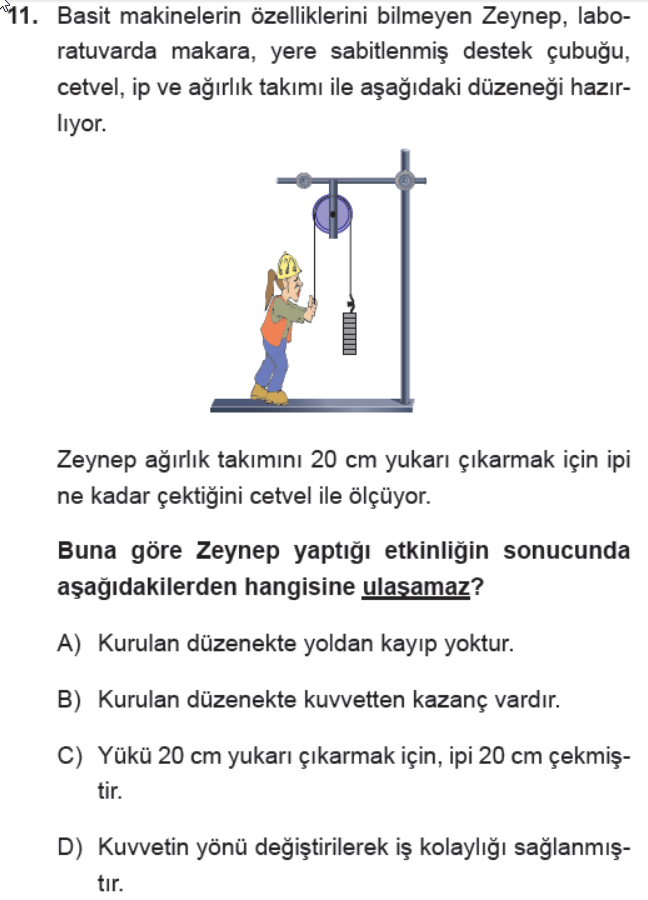 11. Basit makinelerin özelliklerini bilmeyen Zeynep, labo-
ratuvarda makara, yere sabitlenmiş destek çubuğu,
cetvel, ip ve ağırlık takımı ile aşağıdaki düzeneği hazır-
lıyor.
Zeynep ağırlık takımını 20 cm yukarı çıkarmak için ipi
ne kadar çektiğini cetvel ile ölçüyor.
Buna göre Zeynep yaptığı etkinliğin sonucunda
aşağıdakilerden hangisine ulaşamaz?
A) Kurulan düzenekte yoldan kayıp yoktur.
B) Kurulan düzenekte kuvvetten kazanç vardır.
C) Yükü 20 cm yukarı çıkarmak için, ipi 20 cm çekmiş-
tir.
D) Kuvvetin yönü değiştirilerek iş kolaylığı sağlanmış-
tır.